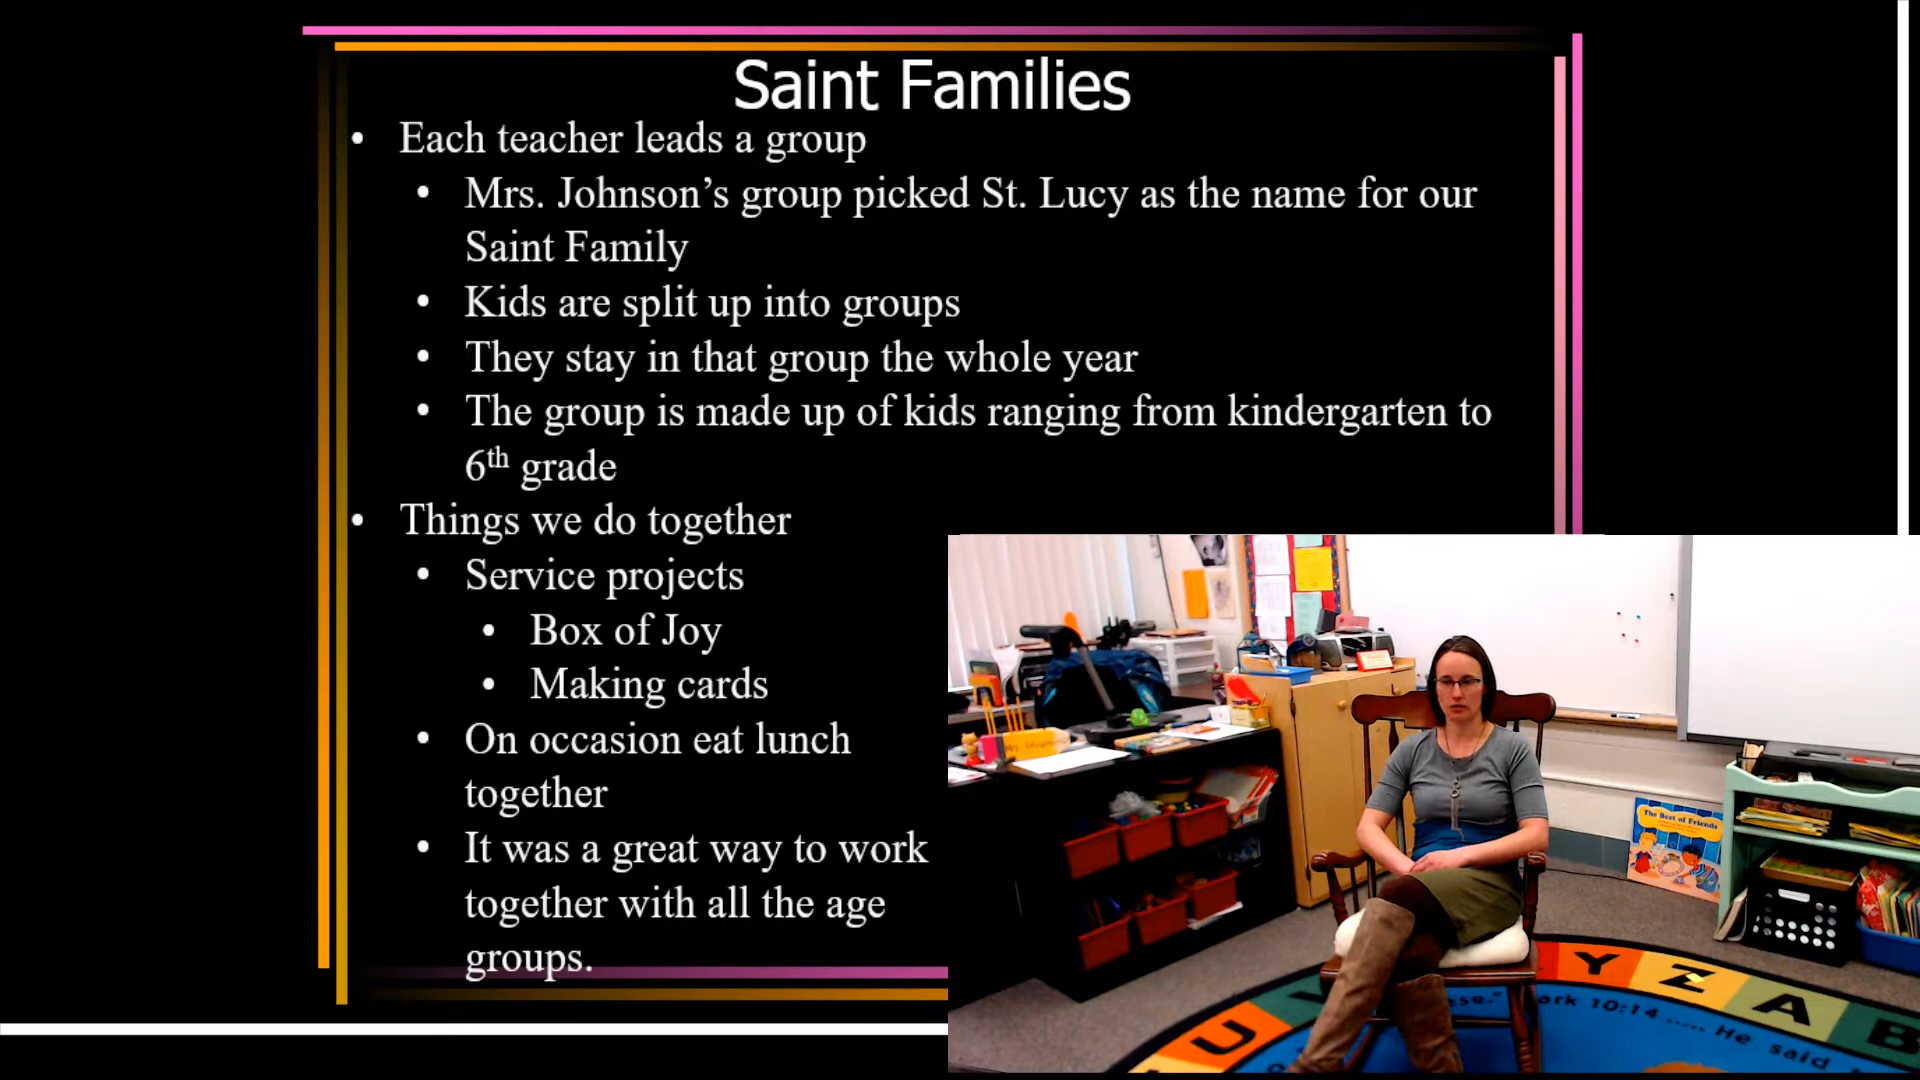 Saint Families
• Each teacher leads a group
• Mrs. Johnson’s group picked St. Lucy as the name for our
Saint Family
• Kids are split up into groups
• They stay in that group the whole year
• The group is made up of kids ranging from kindergarten to
6th grade
• Things we do together
• Service projects
• Box of Joy
• Making cards
• On occasion eat lunch
together
• It was a great way to work
together with all the age
groups.
Mrs. Johnson
The Best of Friends
U
Y Z A B
ark 10:14 ..... He said